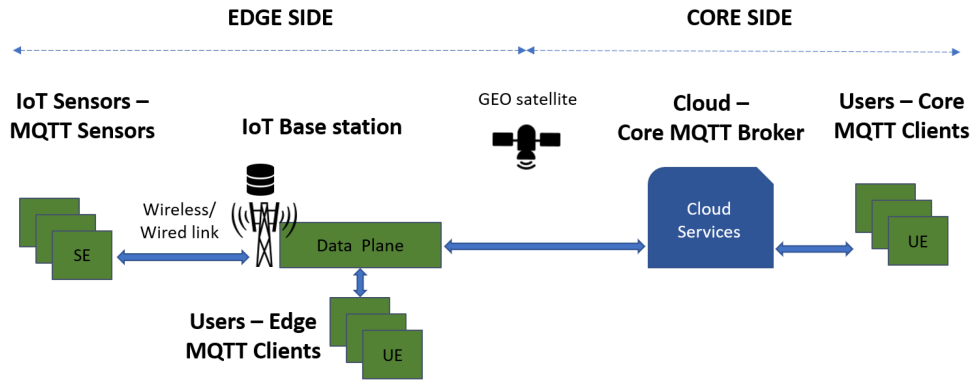 EDGE SIDE
CORE SIDE
IoT Sensors –
MQTT Sensors
IoT Base station
GEO satellite
Cloud –
Core MQTT Broker
Users – Core
MQTT Clients
Wireless/
Wired link
SE
Data Plane
Cloud
Services
UE
Users – Edge
MQTT Clients
UE